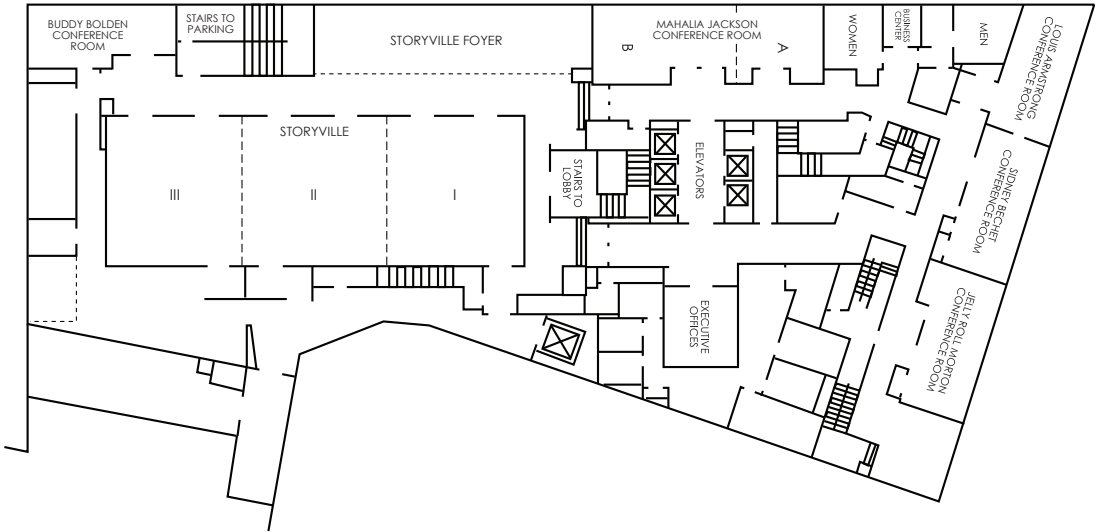 BUDDY BOLDEN
CONFERENCE
ROOM
STAIRS TO
PARKING
STORYVILLE FOYER
MAHALIA JACKSON
CONFERENCE ROOM
B
A
WOMEN
BUSINESS
CENTER
MEN
LOUIS ARMSTRONG
CONFERENCE ROOM
STORYVILLE
III
II
I
STAIRS TO
LOBBY
ELEVATORS
SIDNEY BECHET
CONFERENCE ROOM
EXECUTIVE
OFFICES
JELLY ROLL MORTON
CONFERENCE ROOM